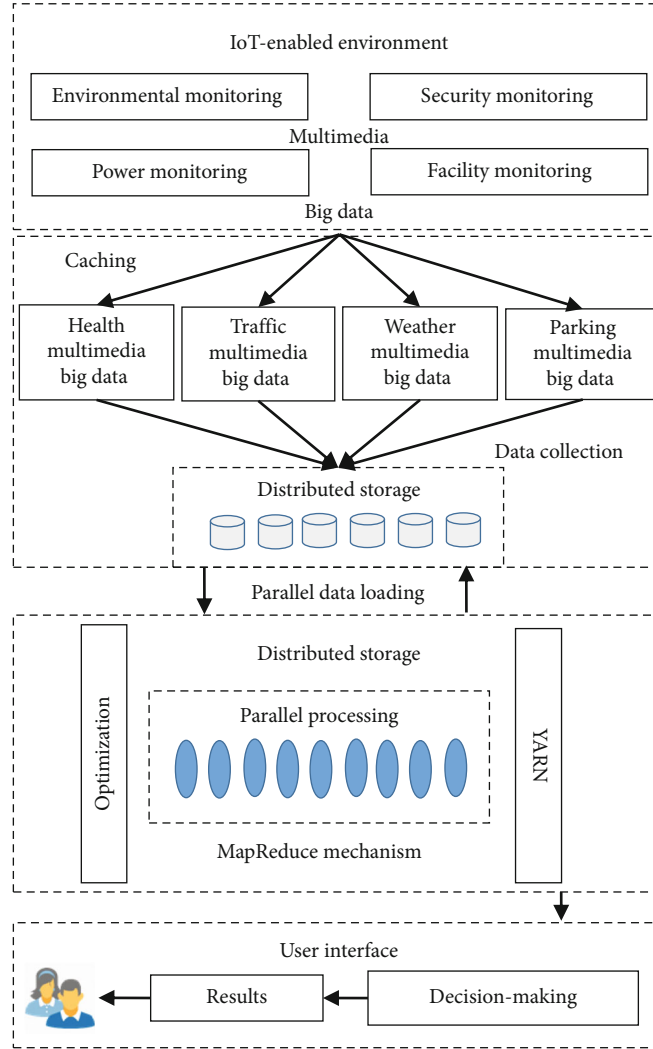 IoT-enabled environment
Environmental monitoring
Security monitoring
Multimedia
Power monitoring
Facility monitoring
Big data
Caching
Health
multimedia
big data
Traffic
multimedia
big data
Weather
multimedia
big data
Parking
multimedia
big data
Data collection
Distributed storage
Parallel data loading
Optimization
Distributed storage
Parallel processing
MapReduce mechanism
YARN
User interface
Results
Decision-making